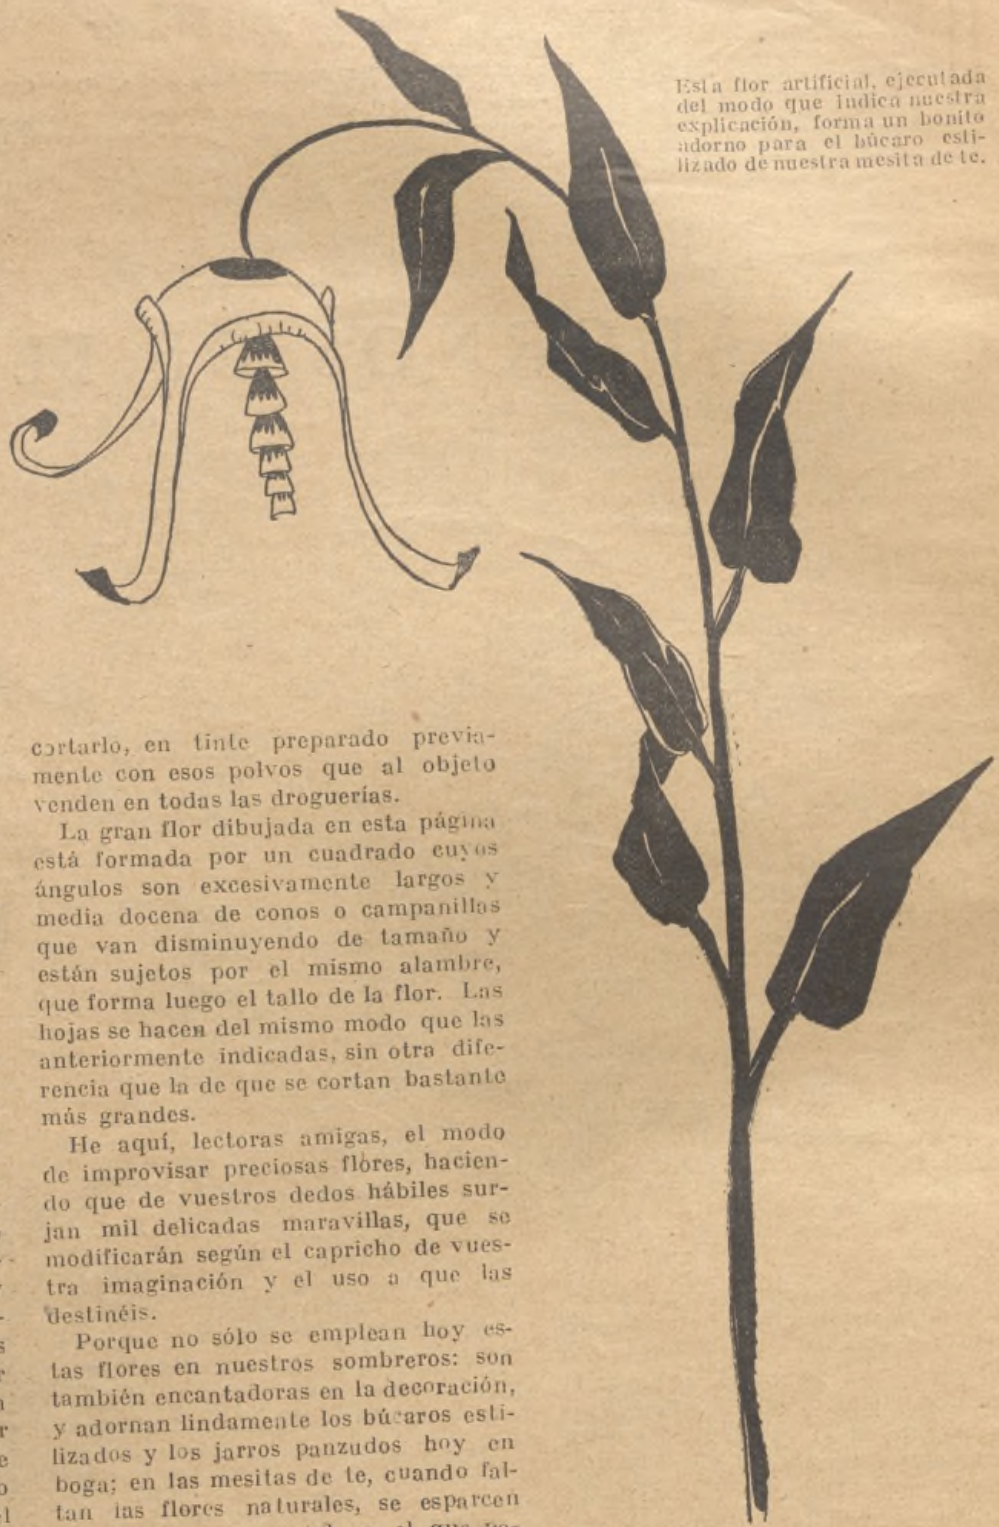 Esta flor artificial, ejecutada
del modo que indica nuestra
explicación, forma un bonito
adorno para el búcaro esti-
lizado de nuestra mesita de te.
cortarlo, en tinte preparado previa-
mente con esos polvos que al objeto
venden en todas las droguerías.
La gran flor dibujada en esta página
está formada por un cuadrado cuyos
ángulos son excesivamente largos y
media docena de conos o campanillas
que van disminuyendo de tamaño y
están sujetos por el mismo alambre,
que forma luego el tallo de la flor. Las
hojas se hacen del mismo modo que las
anteriormente indicadas, sin otra dife-
rencia que la de que se cortan bastante
más grandes.
He aquí, lectoras amigas, el modo
de improvisar preciosas flores, hacien-
do que de vuestros dedos hábiles sur-
jan mil delicadas maravillas, que se
modificarán según el capricho de vues-
tra imaginación y el uso a que las
destinéis.
Porque no sólo se emplean hoy es-
tas flores en nuestros sombreros: son
también encantadoras en la decoración,
y adornan lindamente los búcaros esti-
lizados y los jarros panzudos hoy en
boga; en las mesitas de te, cuando fal-
tan las flores naturales, se esparcen